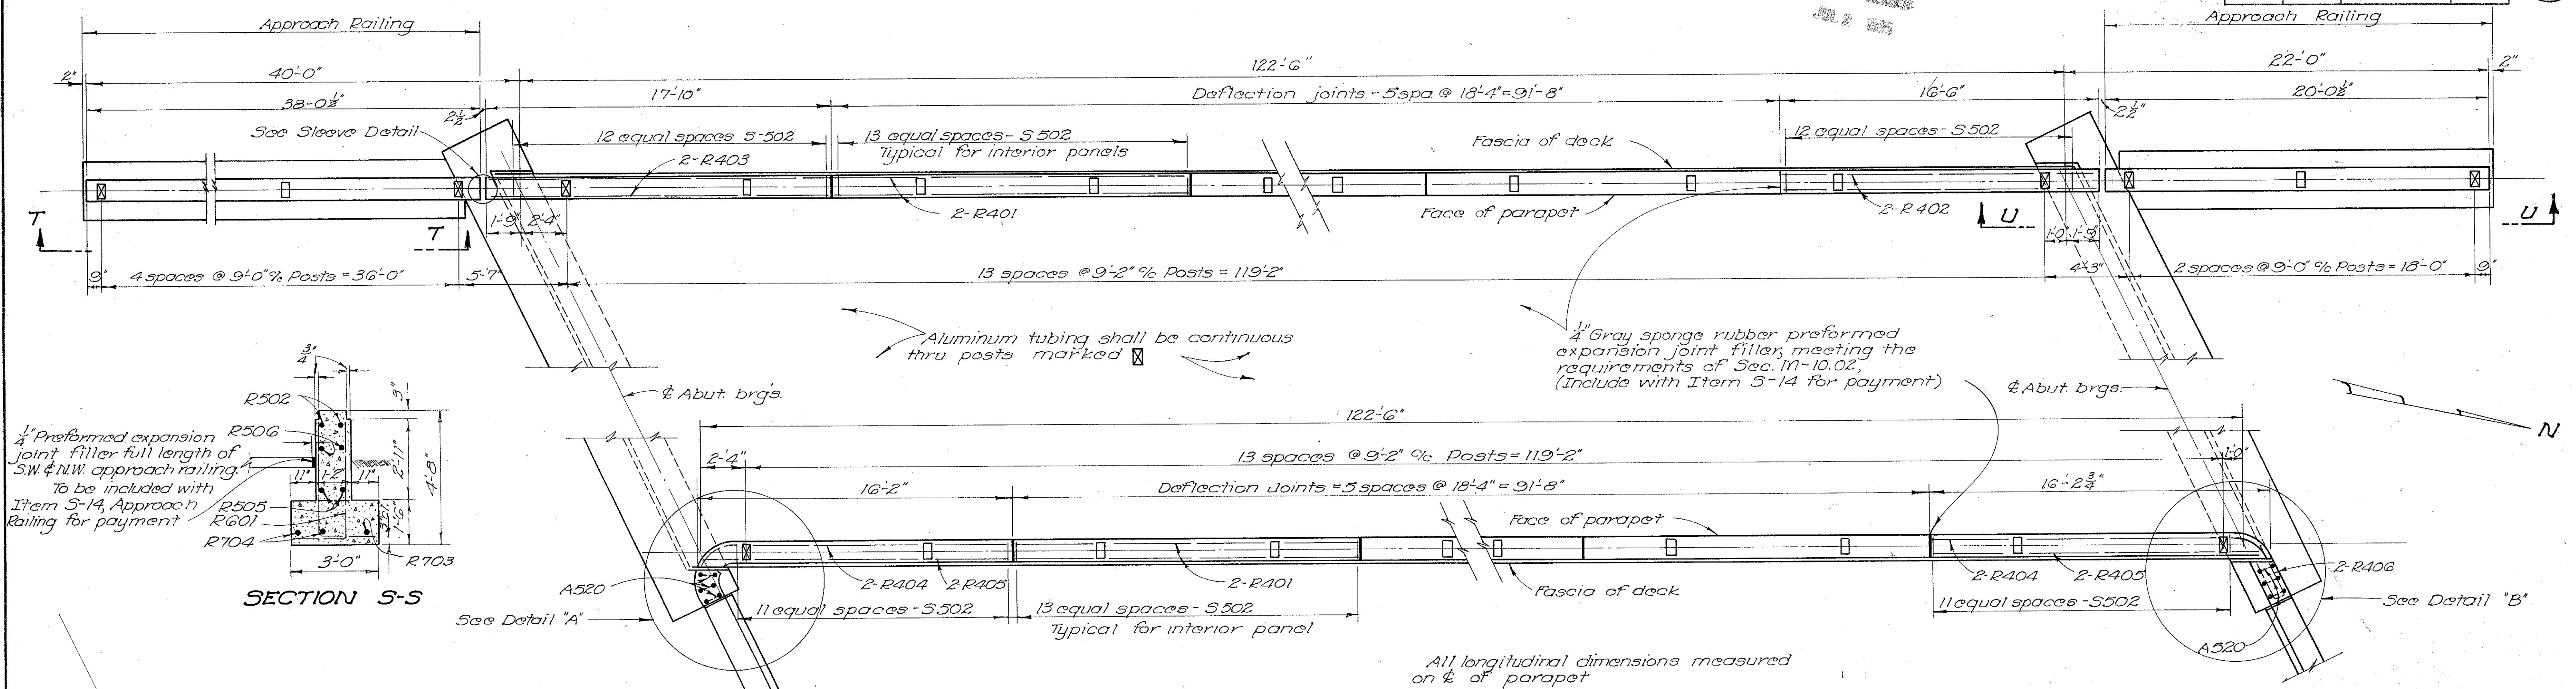 Approach Railing
JUL 2 1975
Approach Railing
2"
40'-0"
122'-6"
22'-0"
2"
38'-0½"
2½"
17'-10"
Deflection joints - 5 spa. @ 18'-4" = 91'-8"
16'-6"
2½"
20'-0½"
See Sleeve Detail
12 equal spaces S-502
13 equal spaces - S 502
Typical for interior panels
Fascia of deck
12 equal spaces - S 502
2-R403
2-R401
Face of parapet
2-R402
T
T
1'-9"
2'-4"
U
1'-0"
1'-9"
U
9"
4 spaces @ 9'-0" c/c Posts = 36'-0"
5'-7"
13 spaces @ 9'-2" c/c Posts = 119'-2"
4'-3"
2 spaces @ 9'-0" c/c Posts = 18'-0"
9"
Aluminum tubing shall be continuous
thru posts marked
¼" Gray sponge rubber preformed
expansion joint filler, meeting the
requirements of Sec. M-10.02,
(Include with Item S-14 for payment)
℄ Abut. brgs.
℄ Abut. brgs.
N
¾"
R502
3"
¼" Preformed expansion
joint filler full length of
S.W. & N.W. approach railing.
To be included with
Item S-14, Approach
Railing for payment
R506
2'-11"
4'-8"
11"
1'-2"
11"
R505
R601
R704
3"cl.
1'-6"
3'-0"
R703
SECTION S-S
122'-6"
2'-4"
13 spaces @ 9'-2" c/c Posts = 119'-2"
1'-0"
16'-2"
Deflection Joints = 5 spaces @ 18'-4" = 91'-8"
16'-2¾"
Face of parapet
A520
2-R404
2-R405
2-R401
Fascia of deck
2-R404
2-R405
2-R406
11 equal spaces - S502
13 equal spaces - S502
Typical for interior panel
11 equal spaces - S502
See Detail "A"
See Detail "B"
A520
All longitudinal dimensions measured
on ℄ of parapet